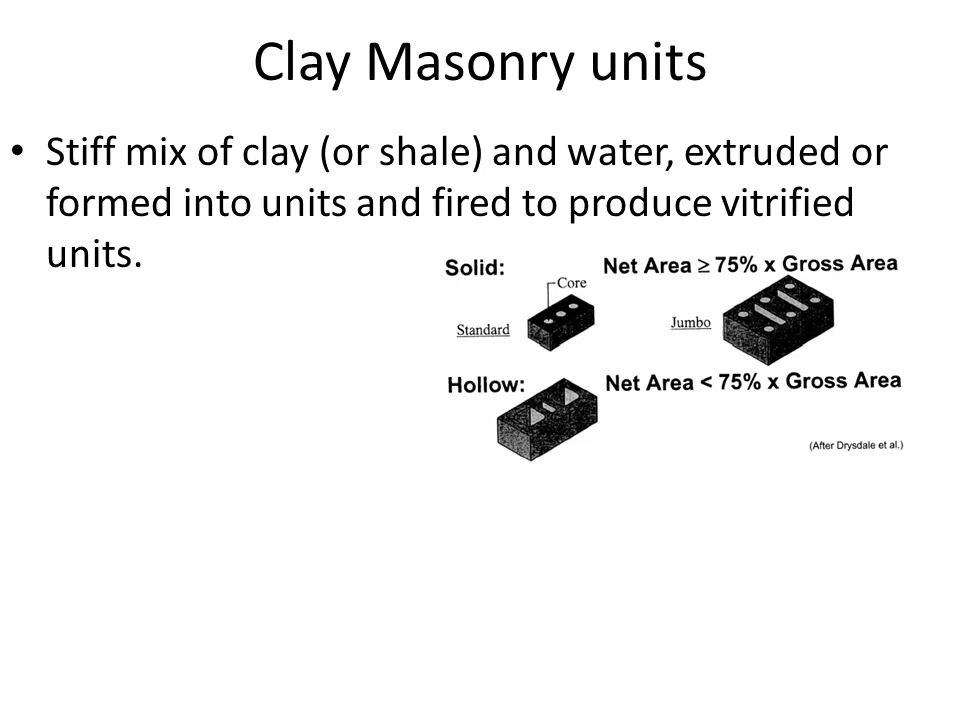 Clay Masonry units
• Stiff mix of clay (or shale) and water, extruded or
formed into units and fired to produce vitrified
units.
Solid: Net Area ≥ 75% x Gross Area
Core
Standard Jumbo
Hollow: Net Area < 75% x Gross Area
(After Drysdale et al.)